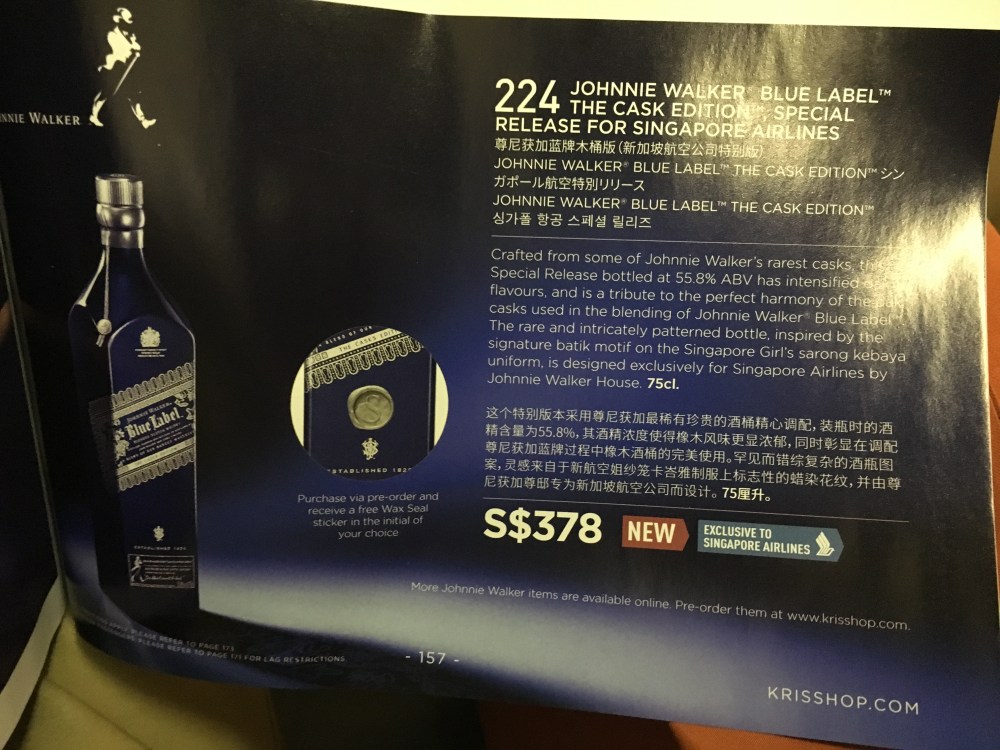 NNIE WALKER
224 JOHNNIE WALKER® BLUE LABEL™
THE CASK EDITION™, SPECIAL
RELEASE FOR SINGAPORE AIRLINES
尊尼获加蓝牌木桶版(新加坡航空公司特别版)
JOHNNIE WALKER® BLUE LABEL™ THE CASK EDITION™ シン
ガポール航空特別リリース
JOHNNIE WALKER® BLUE LABEL™ THE CASK EDITION™
싱가폴 항공 스페셜 릴리즈
Crafted from some of Johnnie Walker's rarest casks,
Special Release bottled at 55.8% ABV has intensified
flavours, and is a tribute to the perfect harmony of the
casks used in the blending of Johnnie Walker® Blue Label
The rare and intricately patterned bottle, inspired by the
signature batik motif on the Singapore Girl's sarong kebaya
uniform, is designed exclusively for Singapore Airlines by
Johnnie Walker House. 75cl.
这个特别版本采用尊尼获加最稀有珍贵的酒桶精心调配,装瓶时的酒
精含量为55.8%,其酒精浓度使得橡木风味更显浓郁,同时彰显在调配
尊尼获加蓝牌过程中橡木酒桶的完美使用。罕见而错综复杂的酒瓶图
案,灵感来自于新航空姐纱笼卡峇雅制服上标志性的蜡染花纹,并由尊
尼获加尊邸专为新加坡航空公司而设计。75厘升。
S$378 NEW EXCLUSIVE TO
SINGAPORE AIRLINES
JOHNNIE WALKER
Blue Label
ESTABLISHED 1820
THE CASK EDIT
ESTABLISHED 182
Purchase via pre-order and
receive a free Wax Seal
sticker in the initial of
your choice
More Johnnie Walker items are available online. Pre-order them at www.krisshop.com.
APPLY. PLEASE REFER TO PAGE 173
PLEASE REFER TO PAGE 171 FOR LAG RESTRICTIONS.
- 157 -
KRISSHOP.COM